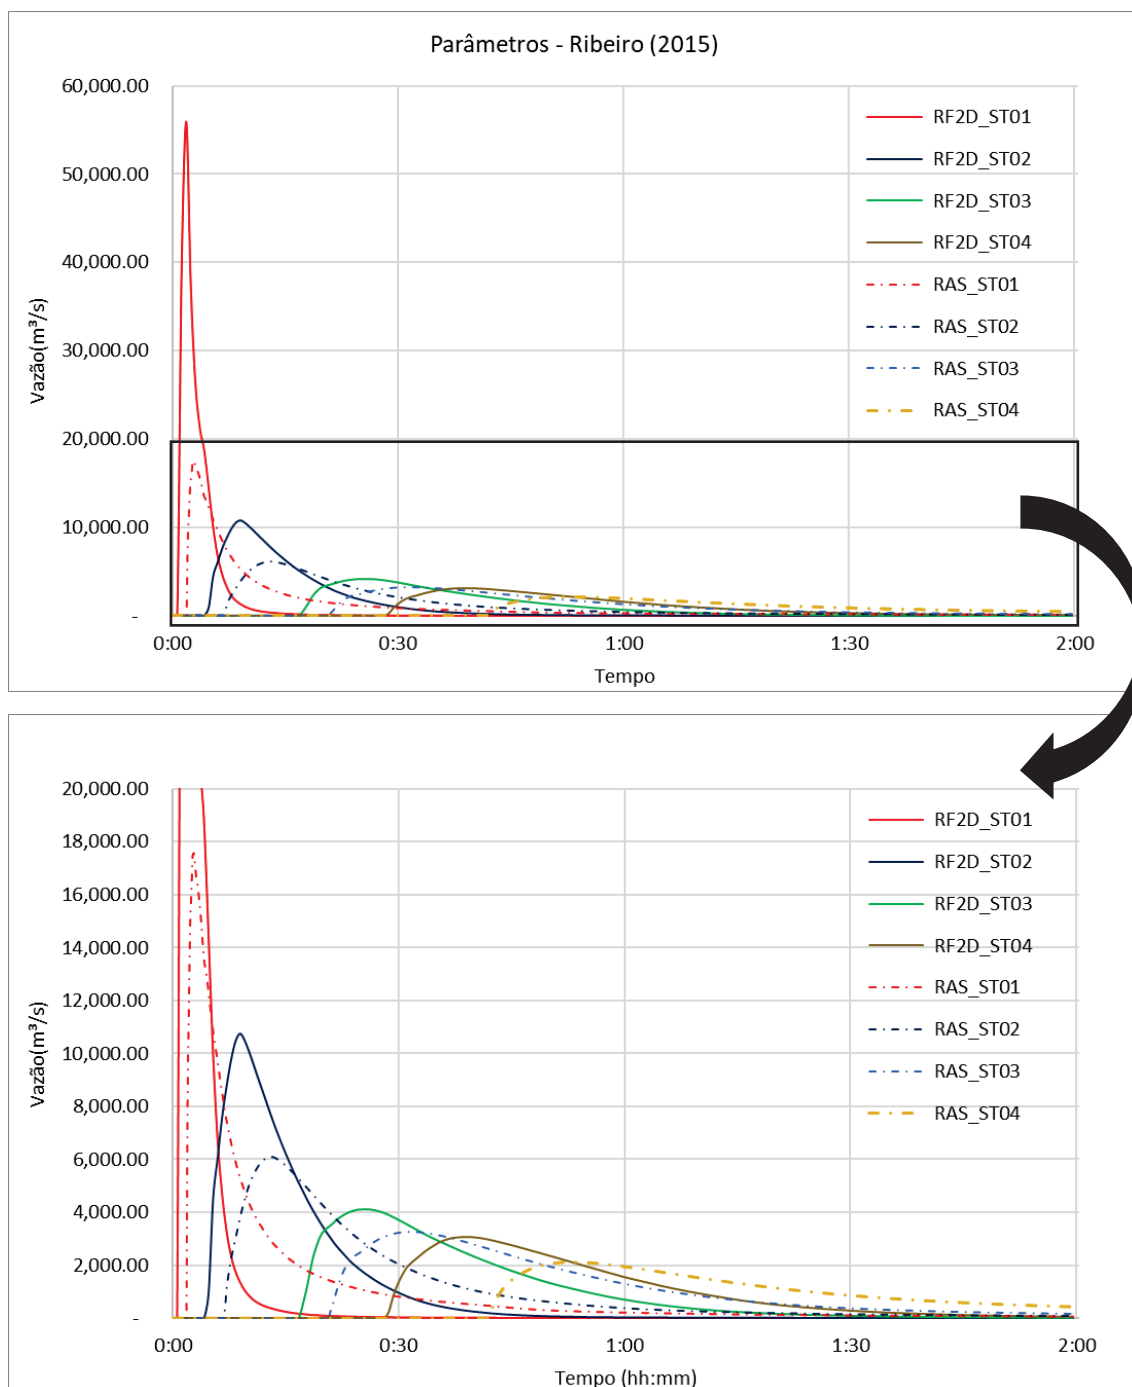 Parâmetros - Ribeiro (2015)
60,000.00
50,000.00
40,000.00
30,000.00
20,000.00
10,000.00
-
Vazão(m³/s)
RF2D_ST01
RF2D_ST02
RF2D_ST03
RF2D_ST04
RAS_ST01
RAS_ST02
RAS_ST03
RAS_ST04
0:00 0:30 1:00 1:30 2:00
Tempo
20,000.00
18,000.00
16,000.00
14,000.00
12,000.00
10,000.00
8,000.00
6,000.00
4,000.00
2,000.00
-
Vazão(m³/s)
RF2D_ST01
RF2D_ST02
RF2D_ST03
RF2D_ST04
RAS_ST01
RAS_ST02
RAS_ST03
RAS_ST04
0:00 0:30 1:00 1:30 2:00
Tempo (hh:mm)